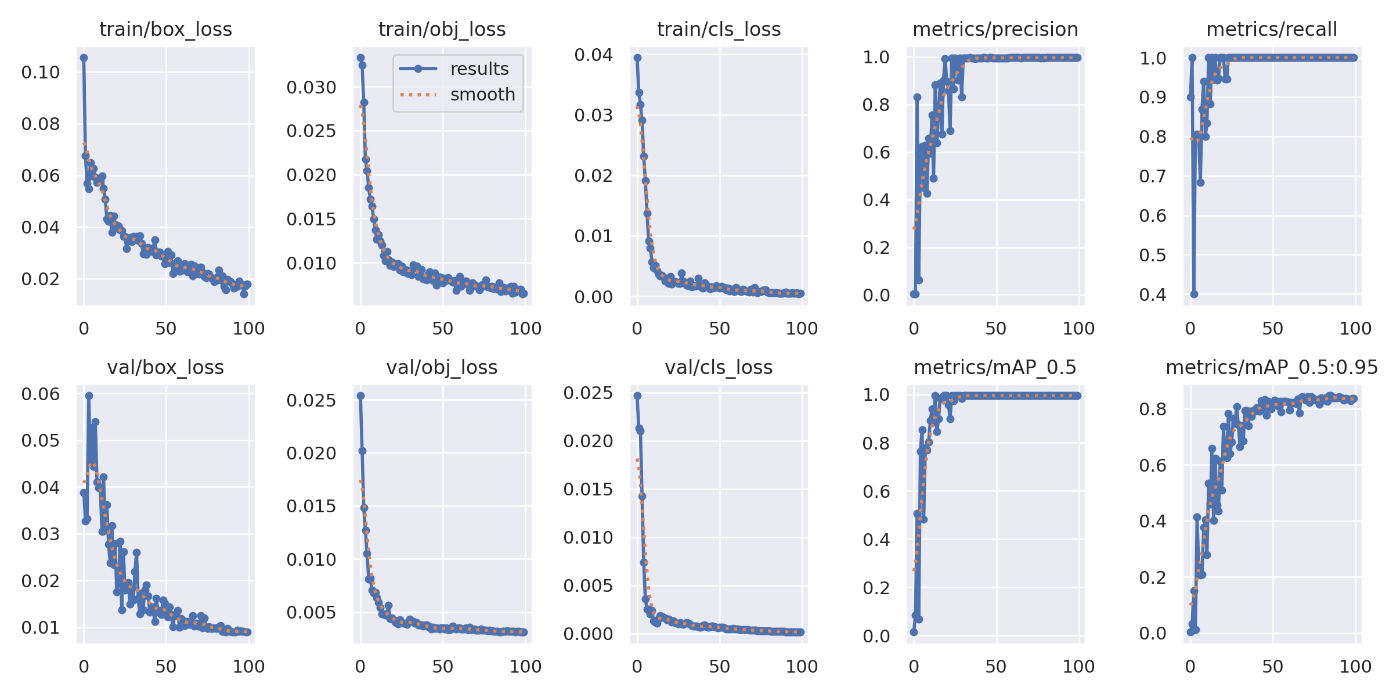 train/box_loss
0.10
0.08
0.06
0.04
0.02
0 50 100
train/obj_loss
results
smooth
0.030
0.025
0.020
0.015
0.010
0 50 100
train/cls_loss
0.04
0.03
0.02
0.01
0.00
0 50 100
metrics/precision
1.0
0.8
0.6
0.4
0.2
0.0
0 50 100
metrics/recall
1.0
0.9
0.8
0.7
0.6
0.5
0.4
0 50 100
val/box_loss
0.06
0.05
0.04
0.03
0.02
0.01
0 50 100
val/obj_loss
0.025
0.020
0.015
0.010
0.005
0 50 100
val/cls_loss
0.025
0.020
0.015
0.010
0.005
0.000
0 50 100
metrics/mAP_0.5
1.0
0.8
0.6
0.4
0.2
0.0
0 50 100
metrics/mAP_0.5:0.95
0.8
0.6
0.4
0.2
0.0
0 50 100